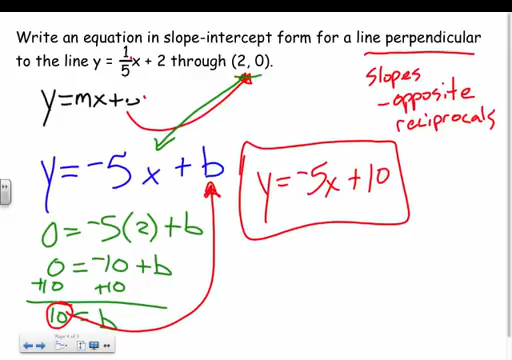 Write an equation in slope-intercept form for a line perpendicular
to the line y = 1/5 x + 2 through (2, 0).
slopes
- opposite
reciprocals
y=mx+
y = -5x + b
y = -5x + 10
0 = -5(2) + b
0 = -10 + b
+10 +10
10 = b